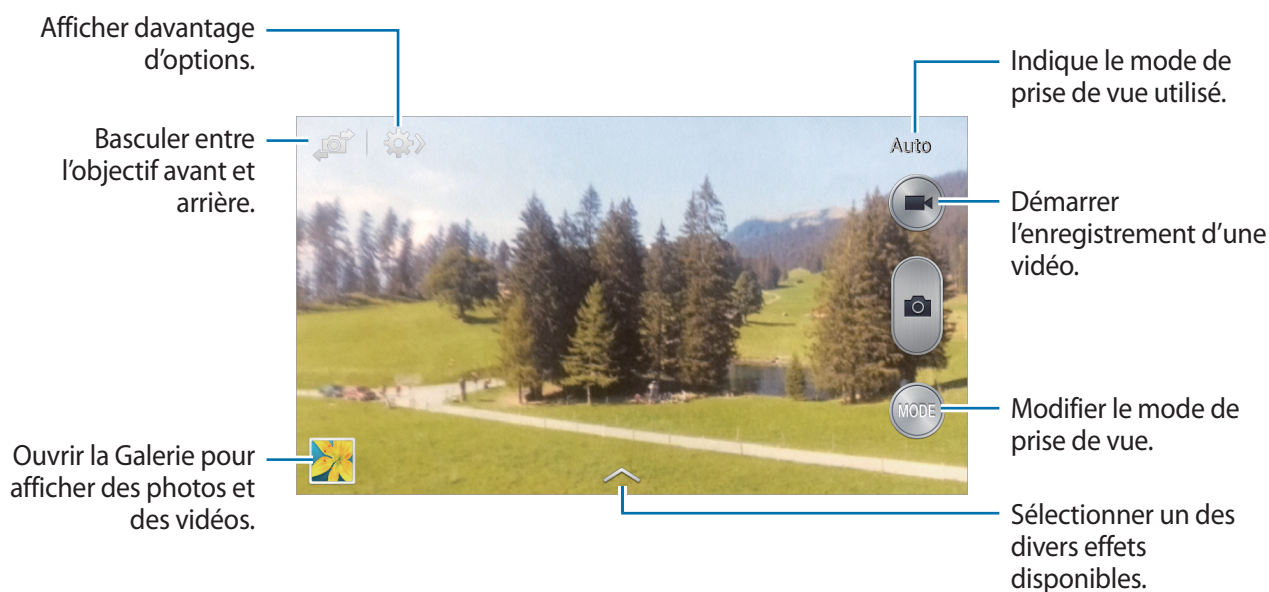 Afficher davantage
d'options.
Basculer entre
l'objectif avant et
arrière.
Ouvrir la Galerie pour
afficher des photos et
des vidéos.
Auto
MODE
Indique le mode de
prise de vue utilisé.
Démarrer
l'enregistrement d'une
vidéo.
Modifier le mode de
prise de vue.
Sélectionner un des
divers effets
disponibles.